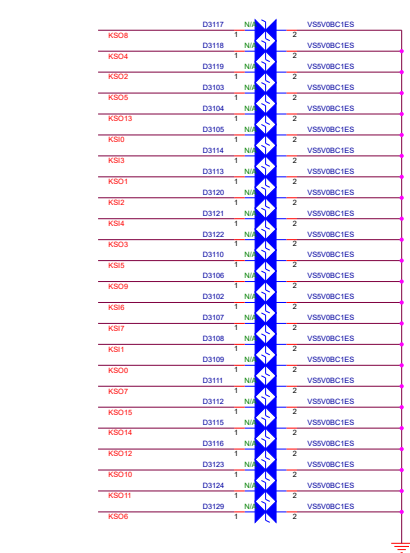 D3117 N/A VS5V0BC1ES
KSO8 1 2
D3118 N/A VS5V0BC1ES
KSO4 1 2
D3119 N/A VS5V0BC1ES
KSO2 1 2
D3103 N/A VS5V0BC1ES
KSO5 1 2
D3104 N/A VS5V0BC1ES
KSO13 1 2
D3105 N/A VS5V0BC1ES
KSI0 1 2
D3114 N/A VS5V0BC1ES
KSI3 1 2
D3113 N/A VS5V0BC1ES
KSO1 1 2
D3120 N/A VS5V0BC1ES
KSI2 1 2
D3121 N/A VS5V0BC1ES
KSI4 1 2
D3122 N/A VS5V0BC1ES
KSO3 1 2
D3110 N/A VS5V0BC1ES
KSI5 1 2
D3106 N/A VS5V0BC1ES
KSO9 1 2
D3102 N/A VS5V0BC1ES
KSI6 1 2
D3107 N/A VS5V0BC1ES
KSI7 1 2
D3108 N/A VS5V0BC1ES
KSI1 1 2
D3109 N/A VS5V0BC1ES
KSO0 1 2
D3111 N/A VS5V0BC1ES
KSO7 1 2
D3112 N/A VS5V0BC1ES
KSO15 1 2
D3115 N/A VS5V0BC1ES
KSO14 1 2
D3116 N/A VS5V0BC1ES
KSO12 1 2
D3123 N/A VS5V0BC1ES
KSO10 1 2
D3124 N/A VS5V0BC1ES
KSO11 1 2
D3129 N/A VS5V0BC1ES
KSO6 1 2